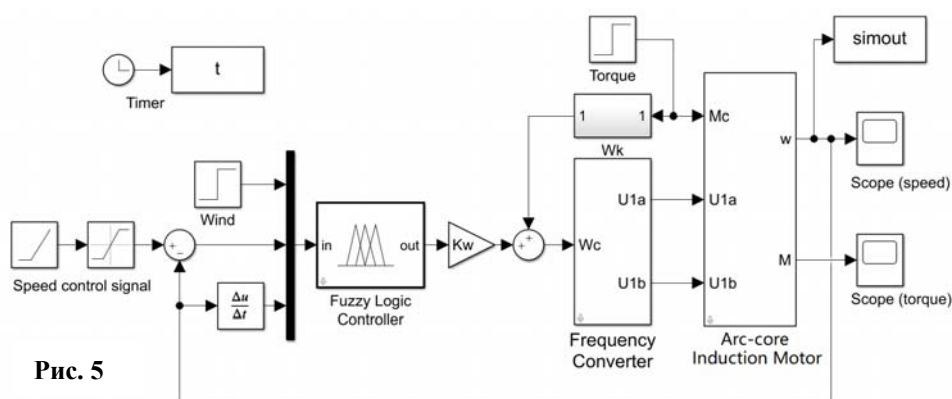 simout
t
Timer
Torque
1
1
Wk
Mc
w
Scope (speed)
Wind
U1a
U1a
+
−
in
out
Kw
+
+
Wc
M
Speed control signal
Δu
Δt
Fuzzy Logic
Controller
U1b
U1b
Scope (torque)
Frequency
Converter
Arc-core
Induction Motor
Рис. 5